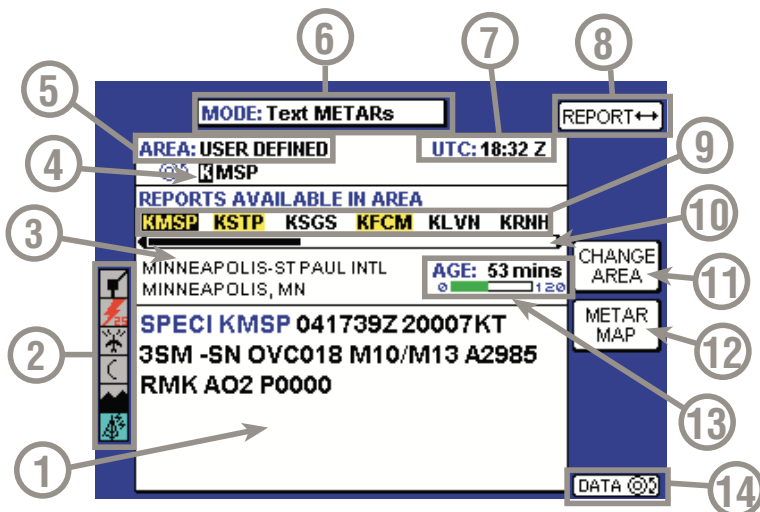 6
7
8
5
MODE: Text METARs
REPORT↔
AREA: USER DEFINED
UTC: 18:32 Z
4
KMSP
9
REPORTS AVAILABLE IN AREA
KMSP KSTP KSGS KFCM KLVN KRNH
10
3
MINNEAPOLIS-ST PAUL INTL
MINNEAPOLIS, MN
AGE: 53 mins
0 120
CHANGE
AREA
11
25
SPECI KMSP 041739Z 20007KT
3SM -SN OVC018 M10/M13 A2985
RMK AO2 P0000
METAR
MAP
12
2
13
1
DATA
14